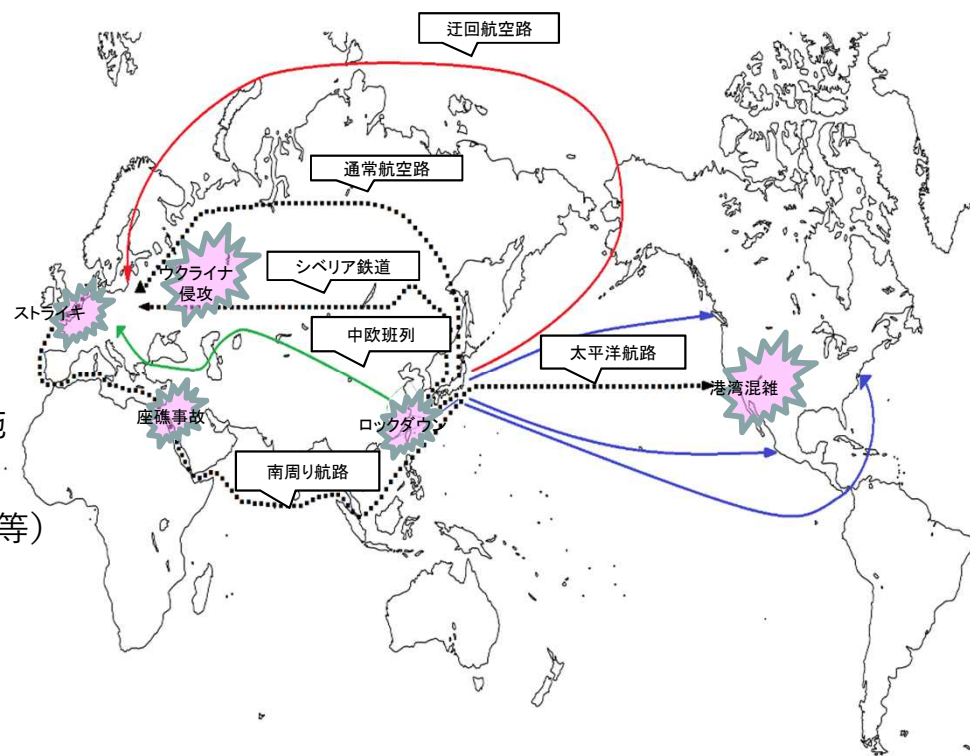 迂回航空路
通常航空路
ウクライナ
侵攻
シベリア鉄道
ストライキ
中欧班列
太平洋航路
港湾混雑
座礁事故
ロックダウン
南周り航路
等）